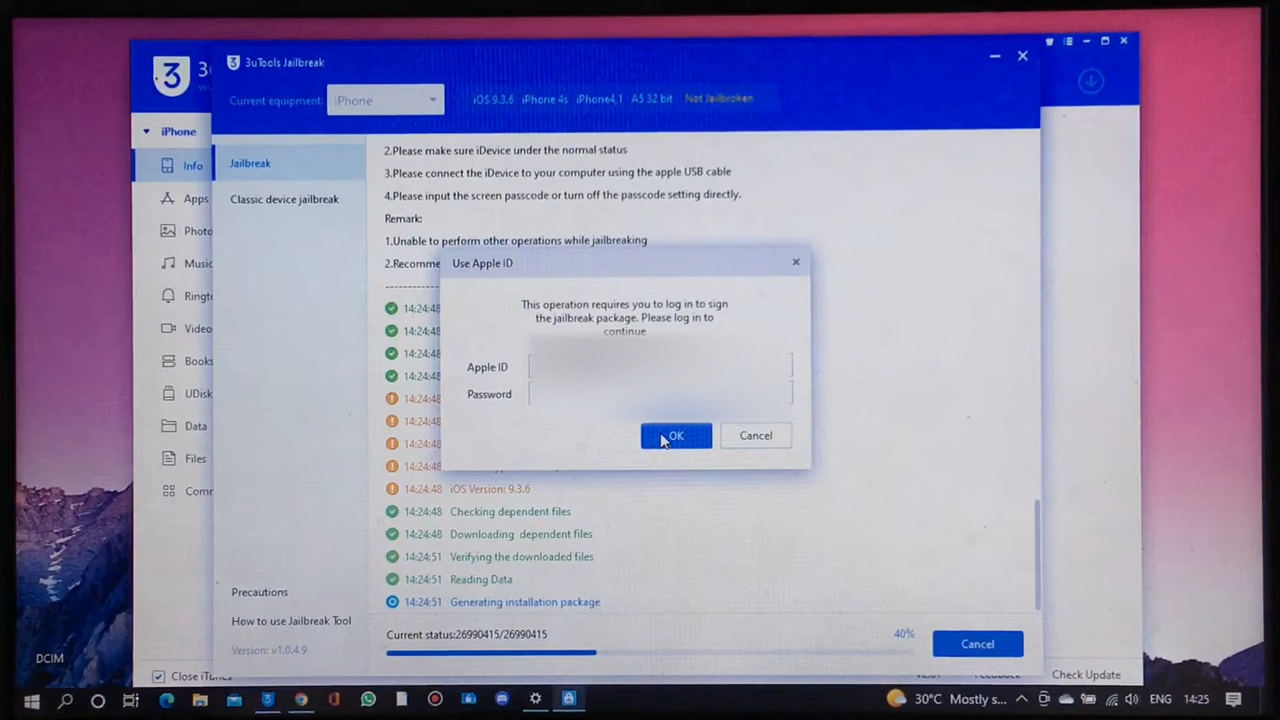 3
3uTools Jailbreak
Current equipment: iPhone
iOS 9.3.6 iPhone 4s iPhone4,1 A5 32 bit Not Jailbroken
iPhone
Info
Apps
Photo
Music
Ringt
Video
Books
UDisk
Data
Files
Comm
Jailbreak
Classic device jailbreak
2.Please make sure iDevice under the normal status
3.Please connect the iDevice to your computer using the apple USB cable
4.Please input the screen passcode or turn off the passcode setting directly.
Remark:
1.Unable to perform other operations while jailbreaking
2.Recomme
Use Apple ID
This operation requires you to log in to sign
the jailbreak package. Please log in to
continue
Apple ID
Password
OK Cancel
14:24:48
14:24:48
14:24:48
14:24:48
14:24:48
14:24:48
14:24:48
14:24:48
14:24:48 iOS Version: 9.3.6
14:24:48 Checking dependent files
14:24:48 Downloading dependent files
14:24:51 Verifying the downloaded files
14:24:51 Reading Data
14:24:51 Generating installation package
Precautions
How to use Jailbreak Tool
Version: v1.0.4.9
Current status:26990415/26990415 40% Cancel
DCIM
Close iTun
Check Update
30°C Mostly s... ENG 14:25